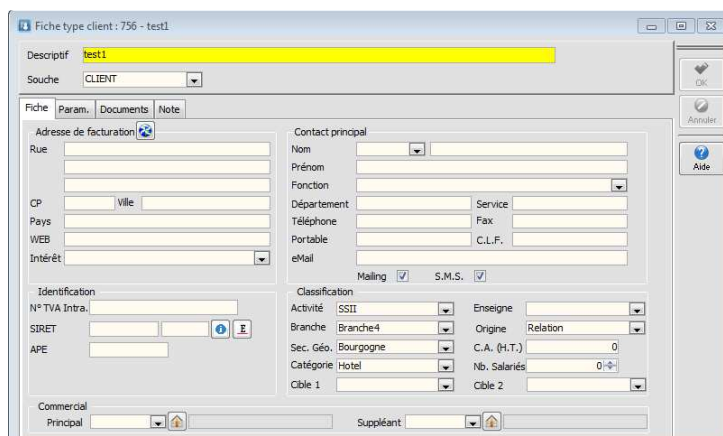 Fiche type client : 756 - test1
Descriptif test1
Souche CLIENT
OK
Annuler
Aide
Fiche Param. Documents Note
Adresse de facturation
Rue
CP Ville
Pays
WEB
Intérêt
Contact principal
Nom
Prénom
Fonction
Département Service
Téléphone Fax
Portable C.L.F.
eMail
Mailing S.M.S.
Identification
N° TVA Intra.
SIRET E
APE
Classification
Activité SSII Enseigne
Branche Branche4 Origine Relation
Sec. Géo. Bourgogne C.A. (H.T.) 0
Catégorie Hotel Nb. Salariés 0
Cible 1 Cible 2
Commercial
Principal Suppléant